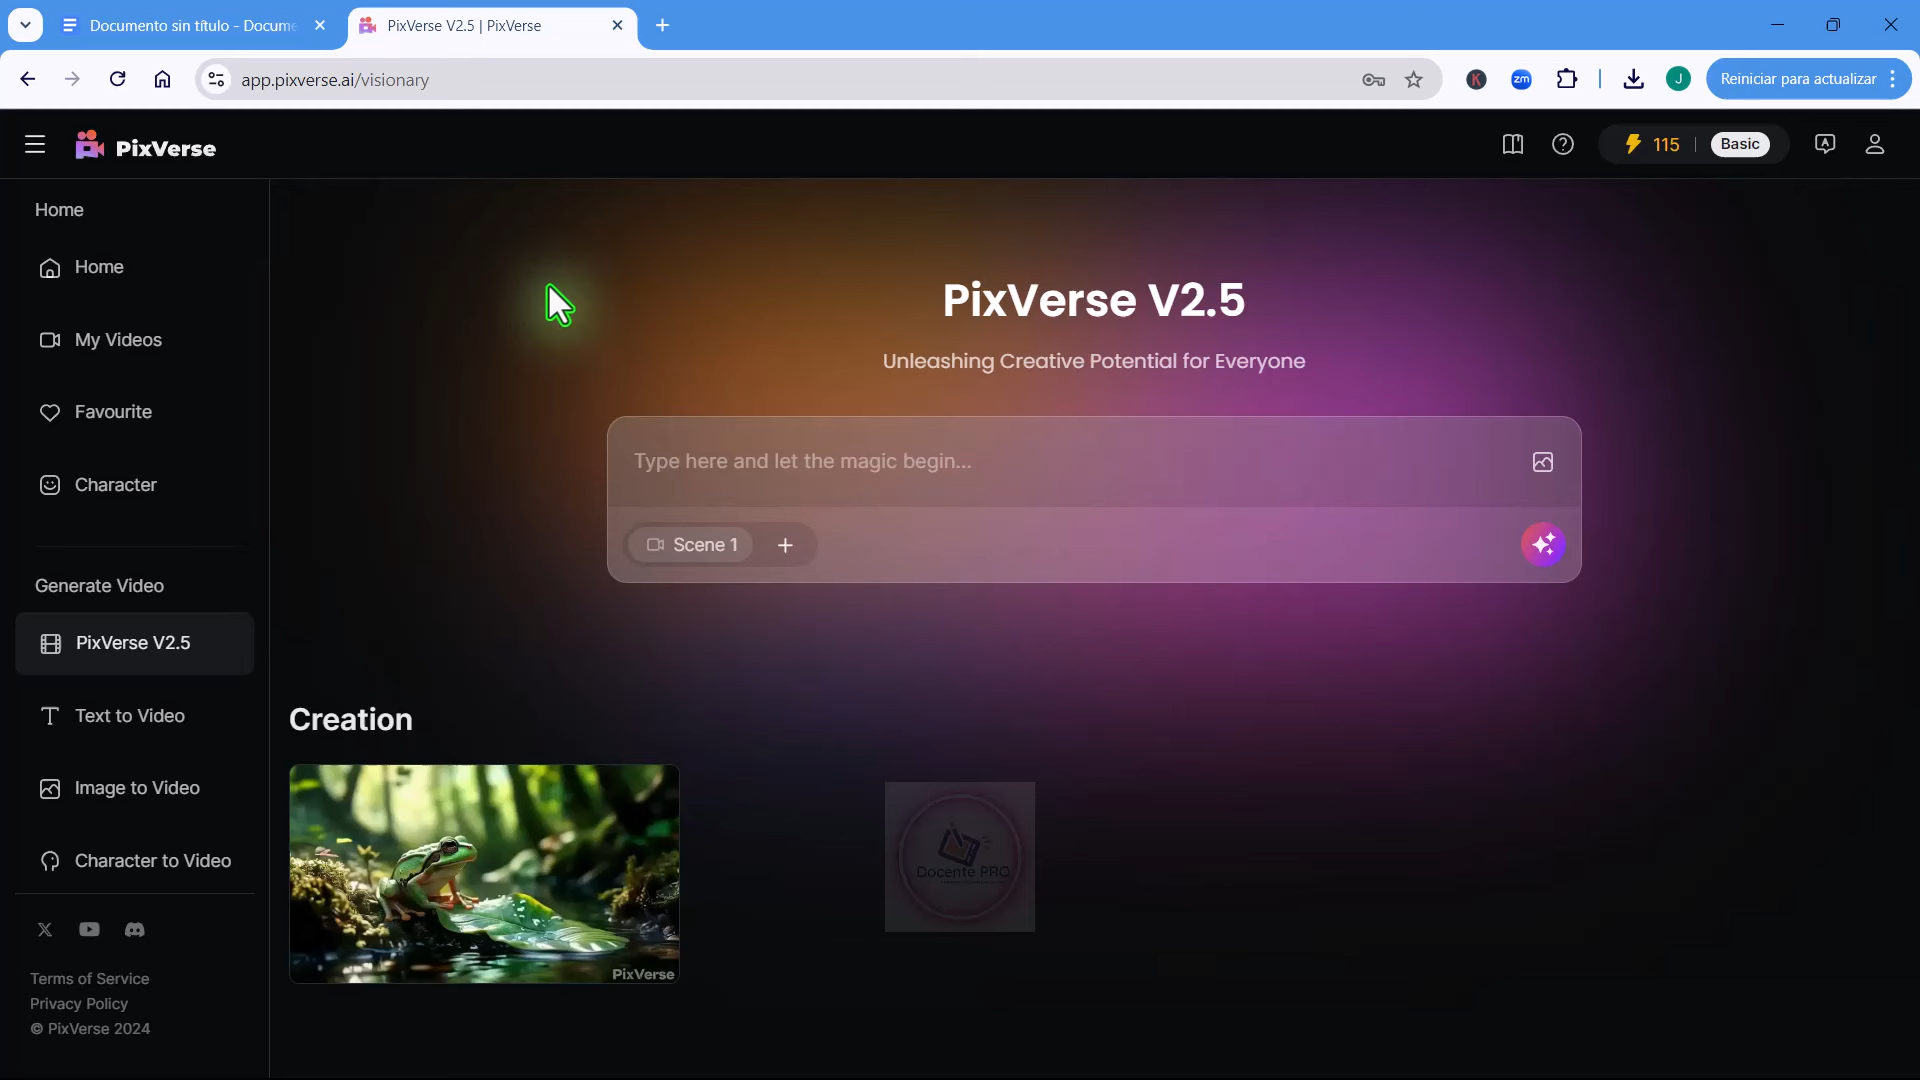 Documento sin título - Docume
PixVerse V2.5 | PixVerse
app.pixverse.ai/visionary
K
zm
J
Reiniciar para actualizar
PixVerse
115
Basic
Home
Home
My Videos
Favourite
Character
Generate Video
PixVerse V2.5
Text to Video
Image to Video
Character to Video
Terms of Service
Privacy Policy
© PixVerse 2024
PixVerse V2.5
Unleashing Creative Potential for Everyone
Type here and let the magic begin...
Scene 1
Creation
PixVerse
Docente PRO